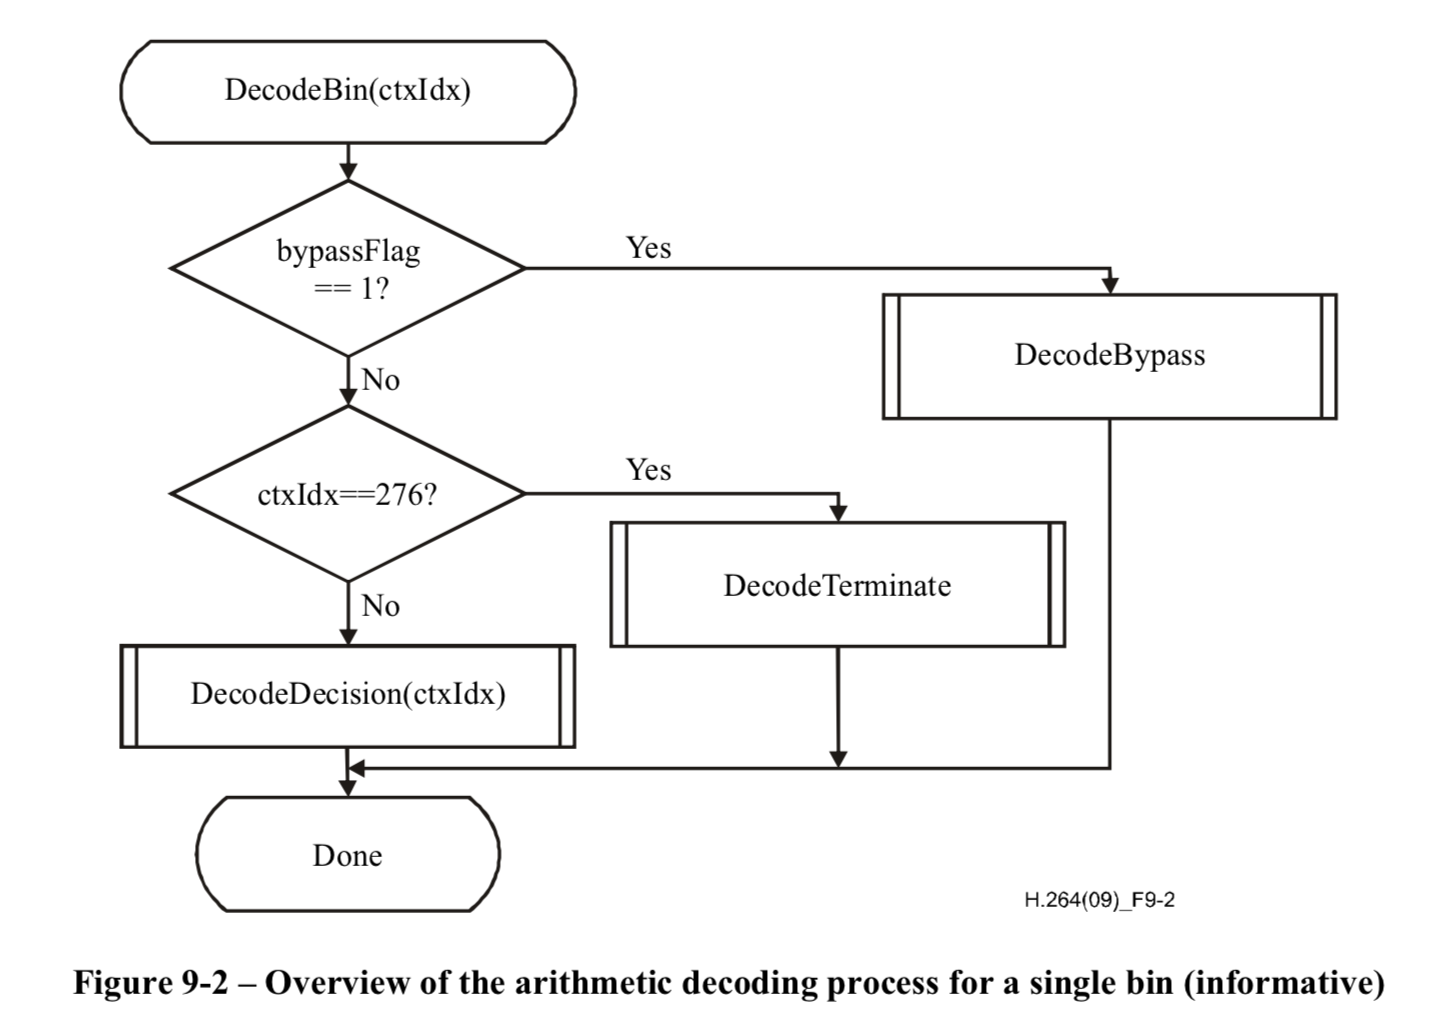 DecodeBin(ctxIdx)
bypassFlag
== 1?
Yes
DecodeBypass
No
ctxIdx==276?
Yes
DecodeTerminate
No
DecodeDecision(ctxIdx)
Done
H.264(09)_F9-2
Figure 9-2 – Overview of the arithmetic decoding process for a single bin (informative)